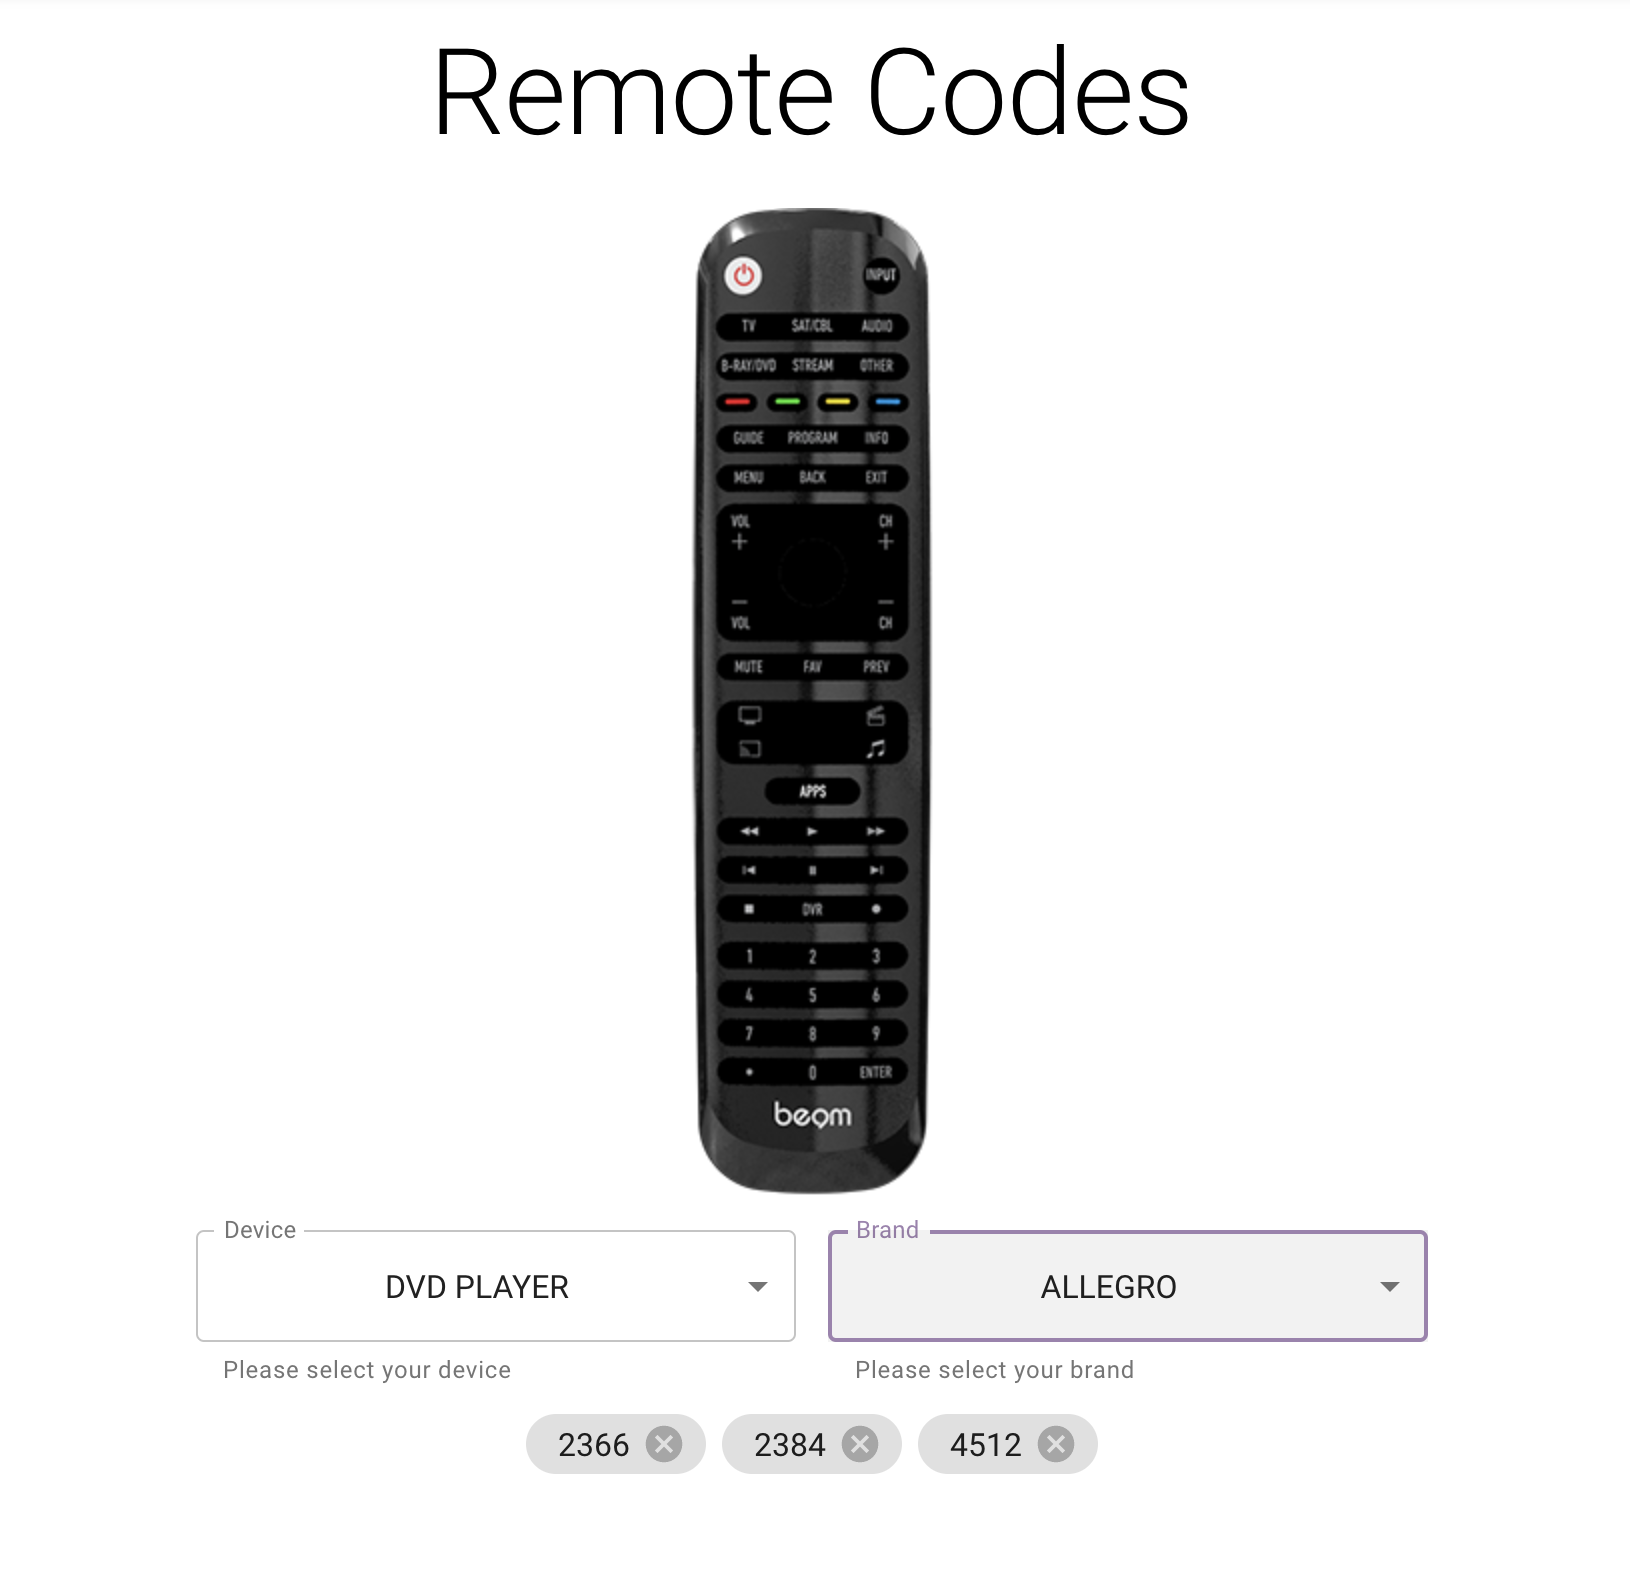 Remote Codes
INPUT
TV SAT/CBL AUDIO
B-RAY/DVD STREAM OTHER
GUIDE PROGRAM INFO
MENU BACK EXIT
VOL CH
+ +
– –
VOL CH
MUTE FAV PREV
APPS
DVR
1 2 3
4 5 6
7 8 9
• 0 ENTER
beam
Device Brand
DVD PLAYER ALLEGRO
Please select your device Please select your brand
2366 2384 4512